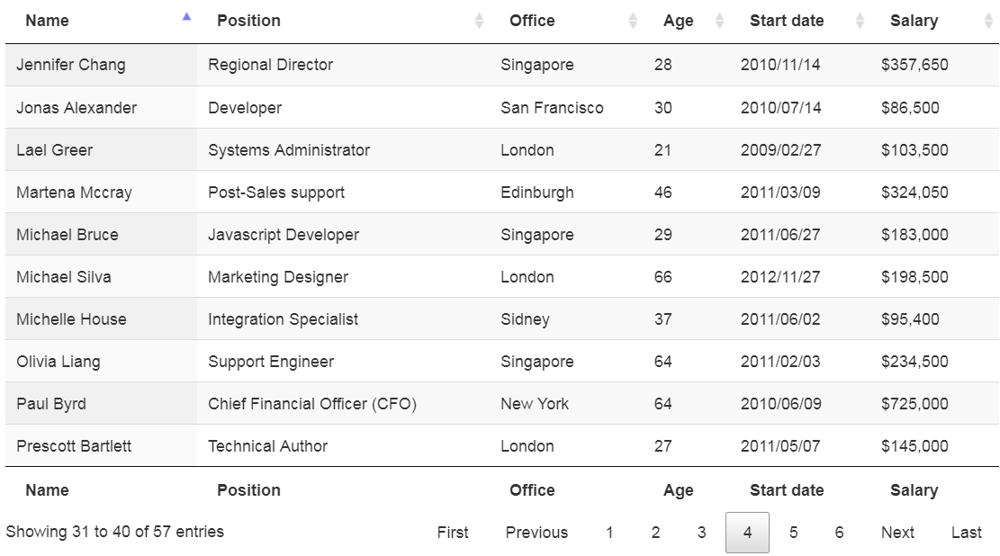 Name Position Office Age Start date Salary
Jennifer Chang Regional Director Singapore 28 2010/11/14 $357,650
Jonas Alexander Developer San Francisco 30 2010/07/14 $86,500
Lael Greer Systems Administrator London 21 2009/02/27 $103,500
Martena Mccray Post-Sales support Edinburgh 46 2011/03/09 $324,050
Michael Bruce Javascript Developer Singapore 29 2011/06/27 $183,000
Michael Silva Marketing Designer London 66 2012/11/27 $198,500
Michelle House Integration Specialist Sidney 37 2011/06/02 $95,400
Olivia Liang Support Engineer Singapore 64 2011/02/03 $234,500
Paul Byrd Chief Financial Officer (CFO) New York 64 2010/06/09 $725,000
Prescott Bartlett Technical Author London 27 2011/05/07 $145,000
Name Position Office Age Start date Salary
Showing 31 to 40 of 57 entries First Previous 1 2 3 4 5 6 Next Last